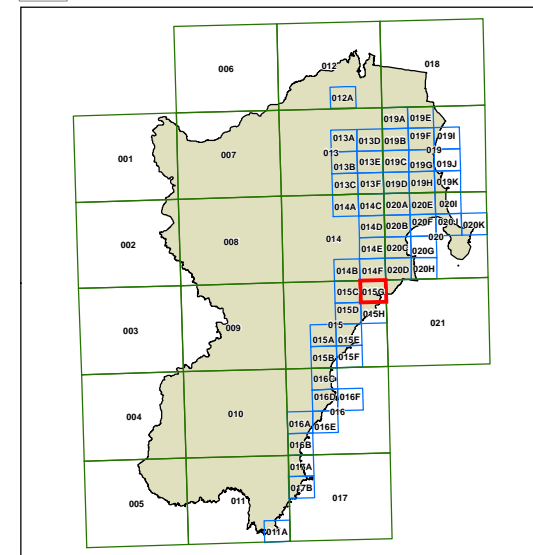 006 012 018
012A
019A 019E
001 007 013A 013D 019B 019F 019I
013 019
013B 013E 019C 019G 019J
013C 013F 019D 019H 019K
014A 014C 020A 020E 020I
002 008 014 014D 020B 020F 020J 020K
020
014E 020C 020G
014B 014F 020D 020H
015C 015G
003 009 015D 015H 021
015
015A 015E
015B 015F
016C
004 010 016D 016F
016
016A 016E
016B
017A
005 011 017B 017
011A